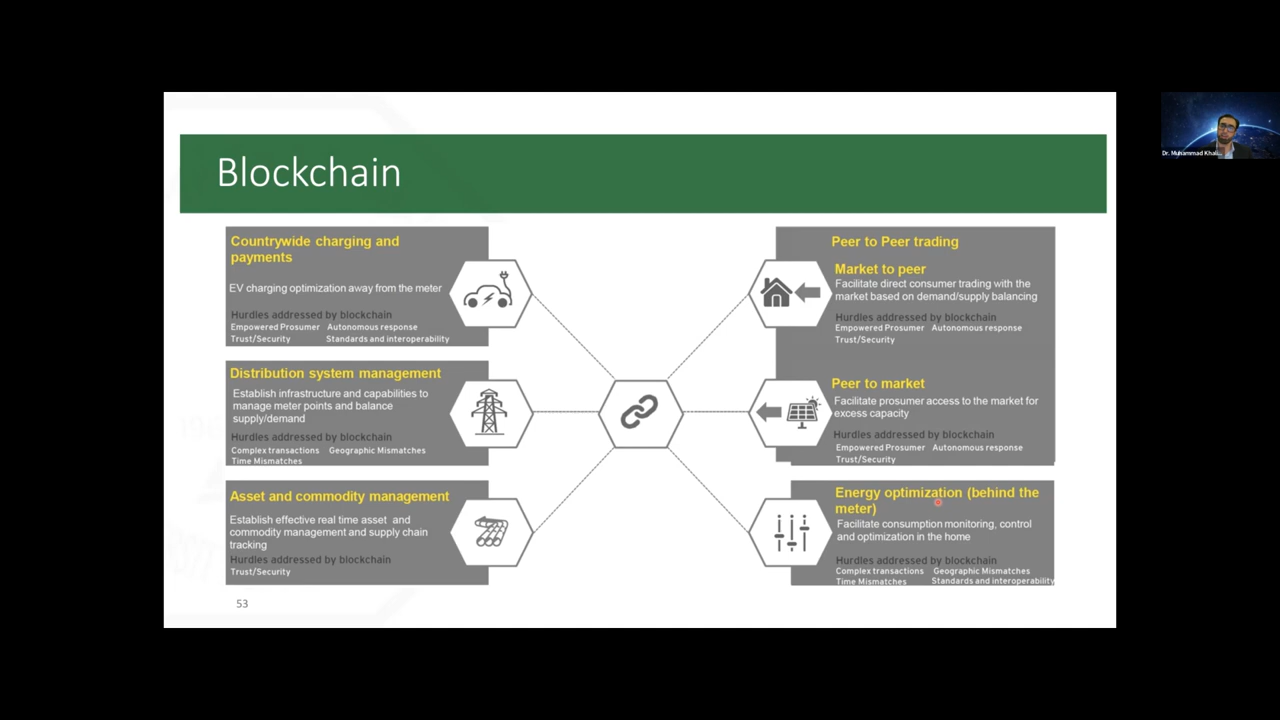 Blockchain
Countrywide charging and
payments
EV charging optimization away from the meter
Hurdles addressed by blockchain
Empowered Prosumer Autonomous response
Trust/Security Standards and interoperability
Distribution system management
Establish infrastructure and capabilities to
manage meter points and balance
supply/demand
Hurdles addressed by blockchain
Complex transactions Geographic Mismatches
Time Mismatches
Asset and commodity management
Establish effective real time asset and
commodity management and supply chain
tracking
Hurdles addressed by blockchain
Trust/Security
Peer to Peer trading
Market to peer
Facilitate direct consumer trading with the
market based on demand/supply balancing
Hurdles addressed by blockchain
Empowered Prosumer Autonomous response
Trust/Security
Peer to market
Facilitate prosumer access to the market for
excess capacity
Hurdles addressed by blockchain
Empowered Prosumer Autonomous response
Trust/Security
Energy optimization (behind the
meter)
Facilitate consumption monitoring, control
and optimization in the home
Hurdles addressed by blockchain
Complex transactions Geographic Mismatches
Time Mismatches Standards and interoperability
53
Dr. Muhammad